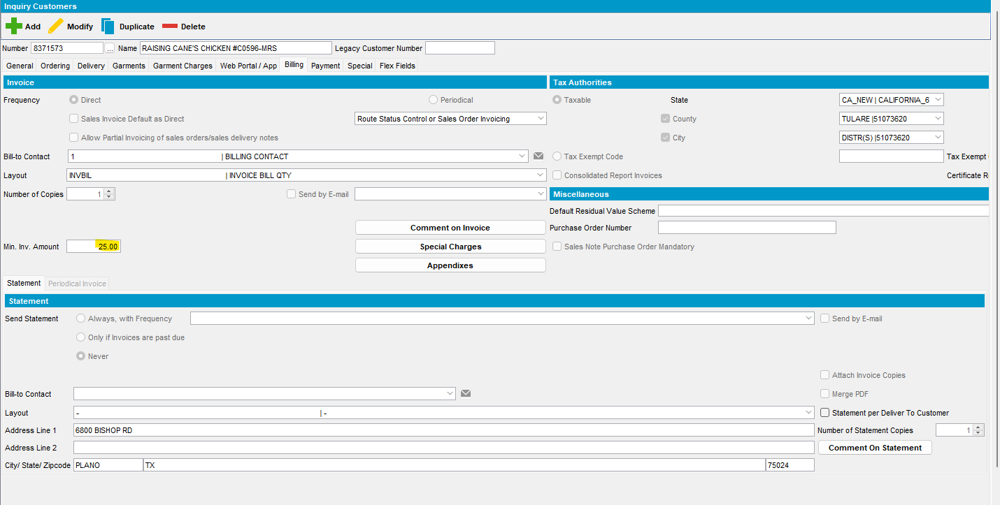 Inquiry Customers
Add Modify Duplicate Delete
Number 8371573 ... Name RAISING CANE'S CHICKEN #C0596-MRS Legacy Customer Number
General Ordering Delivery Garments Garment Charges Web Portal / App Billing Payment Special Flex Fields
Invoice Tax Authorities
Frequency Direct Periodical Taxable State CA_NEW | CALIFORNIA_6
Sales Invoice Default as Direct Route Status Control or Sales Order Invoicing County TULARE |51073620
Allow Partial Invoicing of sales orders/sales delivery notes City DISTR(S) |51073620
Bill-to Contact 1 | BILLING CONTACT Tax Exempt Code Tax Exempt
Layout INVBIL | INVOICE BILL QTY Consolidated Report Invoices Certificate R
Number of Copies 1 Send by E-mail Miscellaneous
Default Residual Value Scheme
Comment on Invoice Purchase Order Number
Min. Inv. Amount 25.00 Special Charges Sales Note Purchase Order Mandatory
Appendixes
Statement Periodical Invoice
Statement
Send Statement Always, with Frequency Send by E-mail
Only if Invoices are past due
Never
Attach Invoice Copies
Bill-to Contact Merge PDF
Layout - | - Statement per Deliver To Customer
Address Line 1 6800 BISHOP RD Number of Statement Copies 1
Address Line 2 Comment On Statement
City/ State/ Zipcode PLANO TX 75024